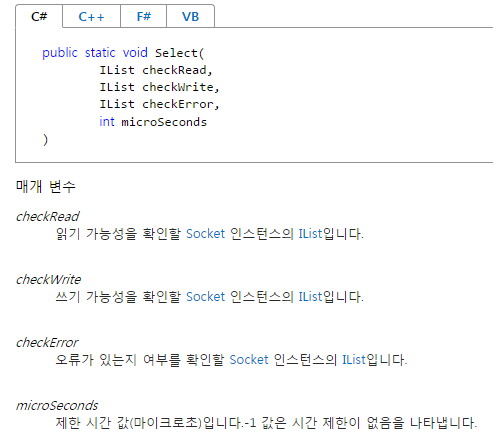 C# C++ F# VB
public static void Select(
IList checkRead,
IList checkWrite,
IList checkError,
int microSeconds
)
매개 변수
checkRead
읽기 가능성을 확인할 Socket 인스턴스의 IList입니다.
checkWrite
쓰기 가능성을 확인할 Socket 인스턴스의 IList입니다.
checkError
오류가 있는지 여부를 확인할 Socket 인스턴스의 IList입니다.
microSeconds
제한 시간 값(마이크로초)입니다.-1 값은 시간 제한이 없음을 나타냅니다.